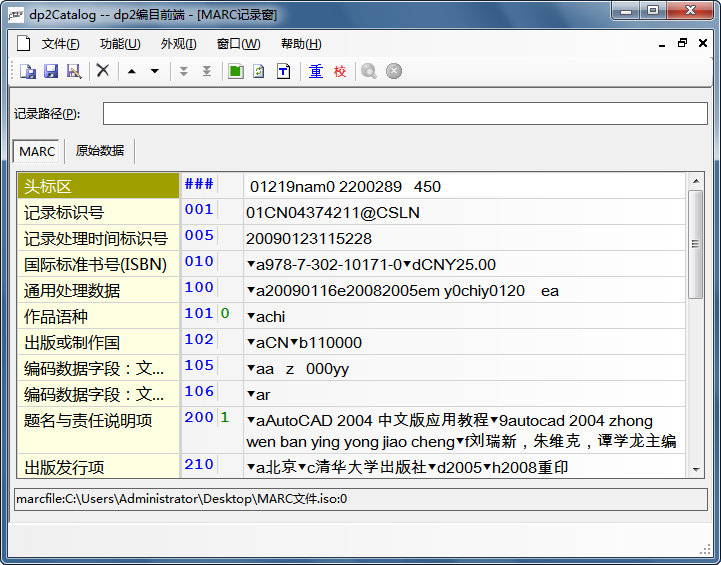 dp2Catalog -- dp2编目前端 - [MARC记录窗]
文件(F) 功能(U) 外观(I) 窗口(W) 帮助(H)
T 重 校
记录路径(P):
MARC 原始数据
头标区 ### 01219nam0 2200289   450
记录标识号 001 01CN04374211@CSLN
记录处理时间标识号 005 20090123115228
国际标准书号(ISBN) 010 ▼a978-7-302-10171-0▼dCNY25.00
通用处理数据 100 ▼a20090116e20082005em y0chiy0120    ea
作品语种 101 0 ▼achi
出版或制作国 102 ▼aCN▼b110000
编码数据字段：文... 105 ▼aa   z   000yy
编码数据字段：文... 106 ▼ar
题名与责任说明项 200 1 ▼aAutoCAD 2004 中文版应用教程▼9autocad 2004 zhong
wen ban ying yong jiao cheng▼f刘瑞新，朱维克，谭学龙主编
出版发行项 210 ▼a北京▼c清华大学出版社▼d2005▼h2008重印
marcfile:C:\Users\Administrator\Desktop\MARC文件.iso:0